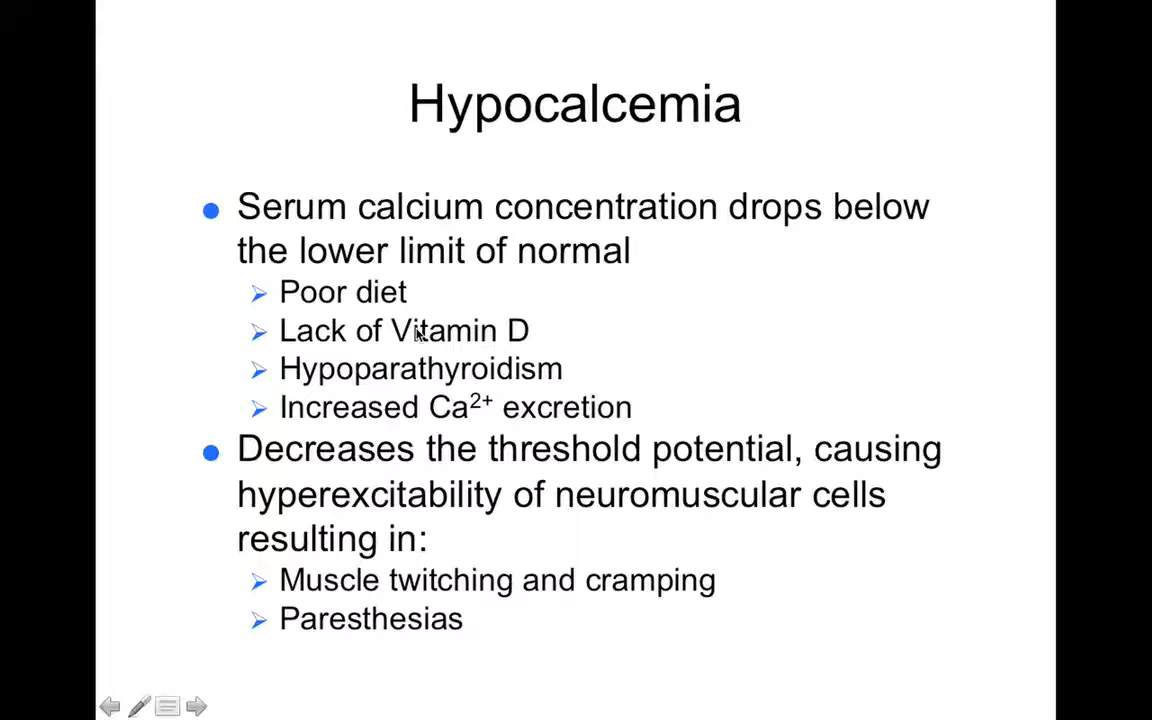 Hypocalcemia
Serum calcium concentration drops below
the lower limit of normal
Poor diet
Lack of Vitamin D
Hypoparathyroidism
Increased Ca²⁺ excretion
Decreases the threshold potential, causing
hyperexcitability of neuromuscular cells
resulting in:
Muscle twitching and cramping
Paresthesias